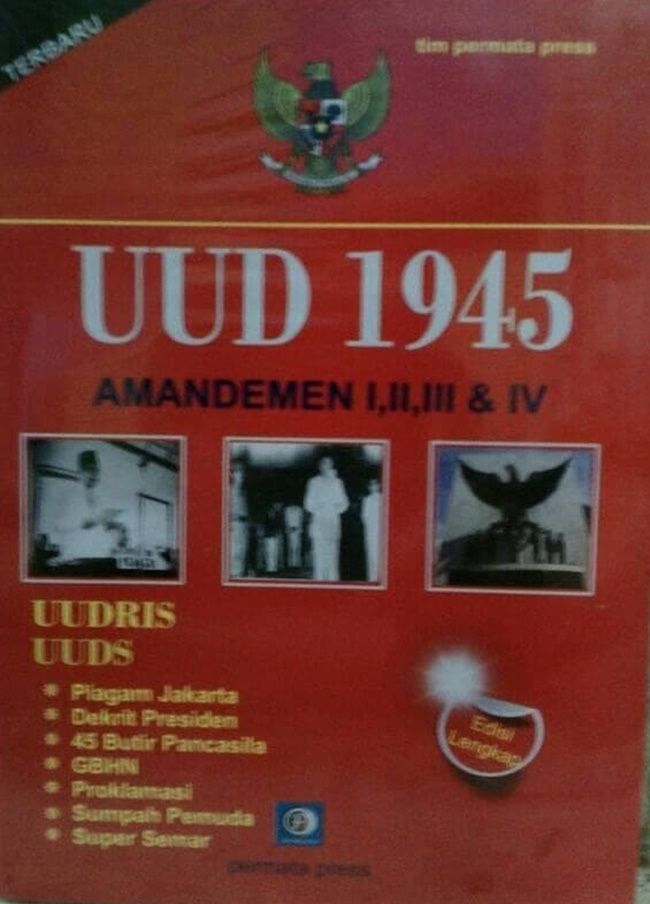 TERBARU
tim permata press
UUD 1945
AMANDEMEN I,II,III & IV
UUDRIS
UUDS
* Piagam Jakarta
* Dekrit Presiden
* 45 Butir Pancasila
* GBHN
* Proklamasi
* Sumpah Pemuda
* Super Semar
Edisi
Lengkap
permata press